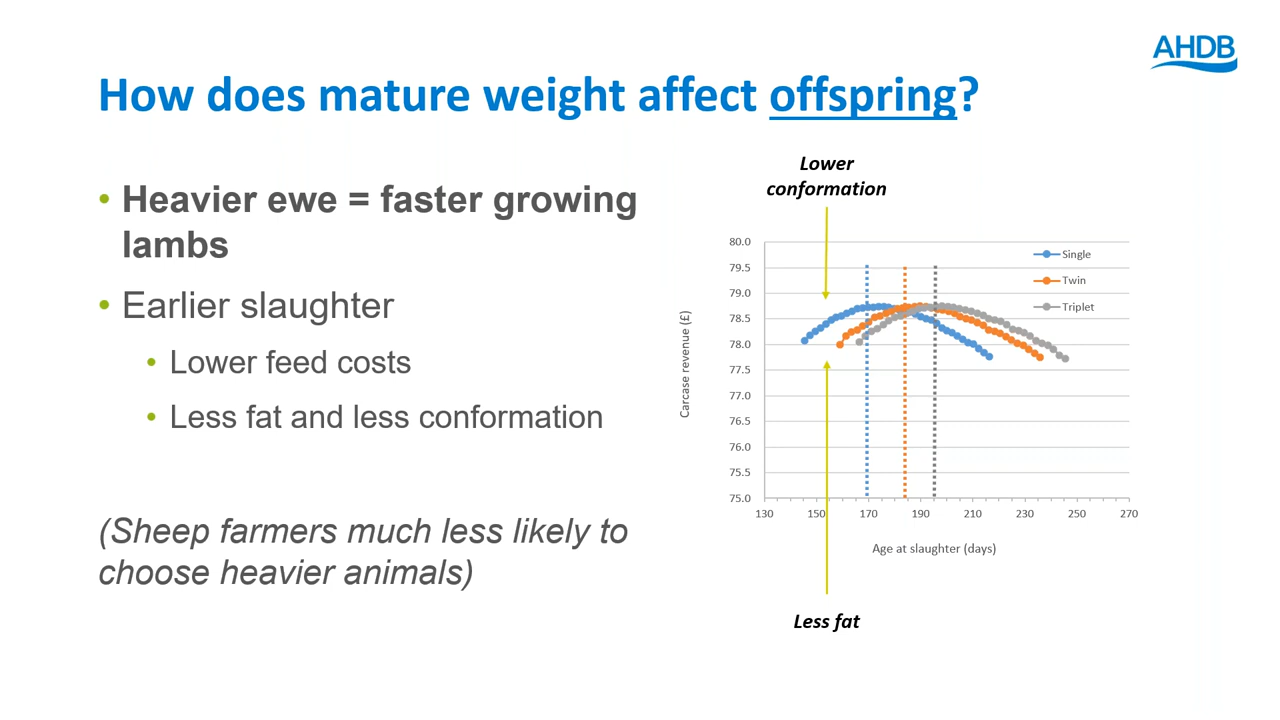 AHDB
How does mature weight affect offspring?
• Heavier ewe = faster growing
lambs
• Earlier slaughter
• Lower feed costs
• Less fat and less conformation
(Sheep farmers much less likely to
choose heavier animals)
Lower
conformation
80.0
79.5
79.0
78.5
78.0
77.5
77.0
76.5
76.0
75.5
75.0
Carcase revenue (£)
Single
Twin
Triplet
130 150 170 190 210 230 250 270
Age at slaughter (days)
Less fat